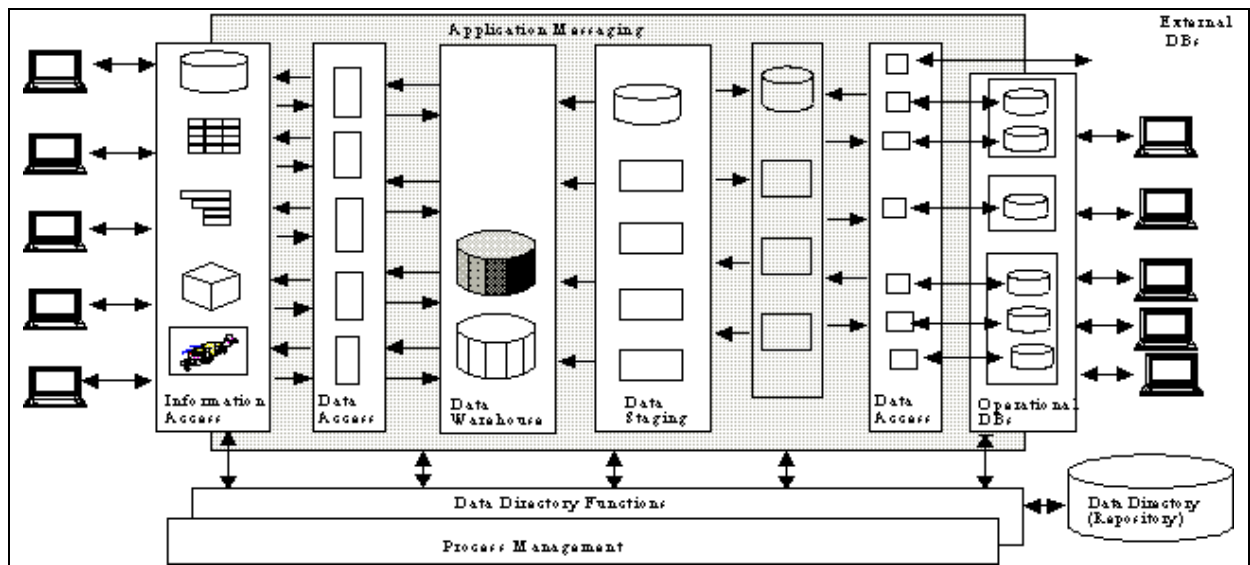 Application Messaging
External
DBs
Information
Access
Data
Access
Data
Warehouse
Data
Staging
Data
Access
Operational
DBs
Data Directory Functions
Data Directory
(Repository)
Process Management